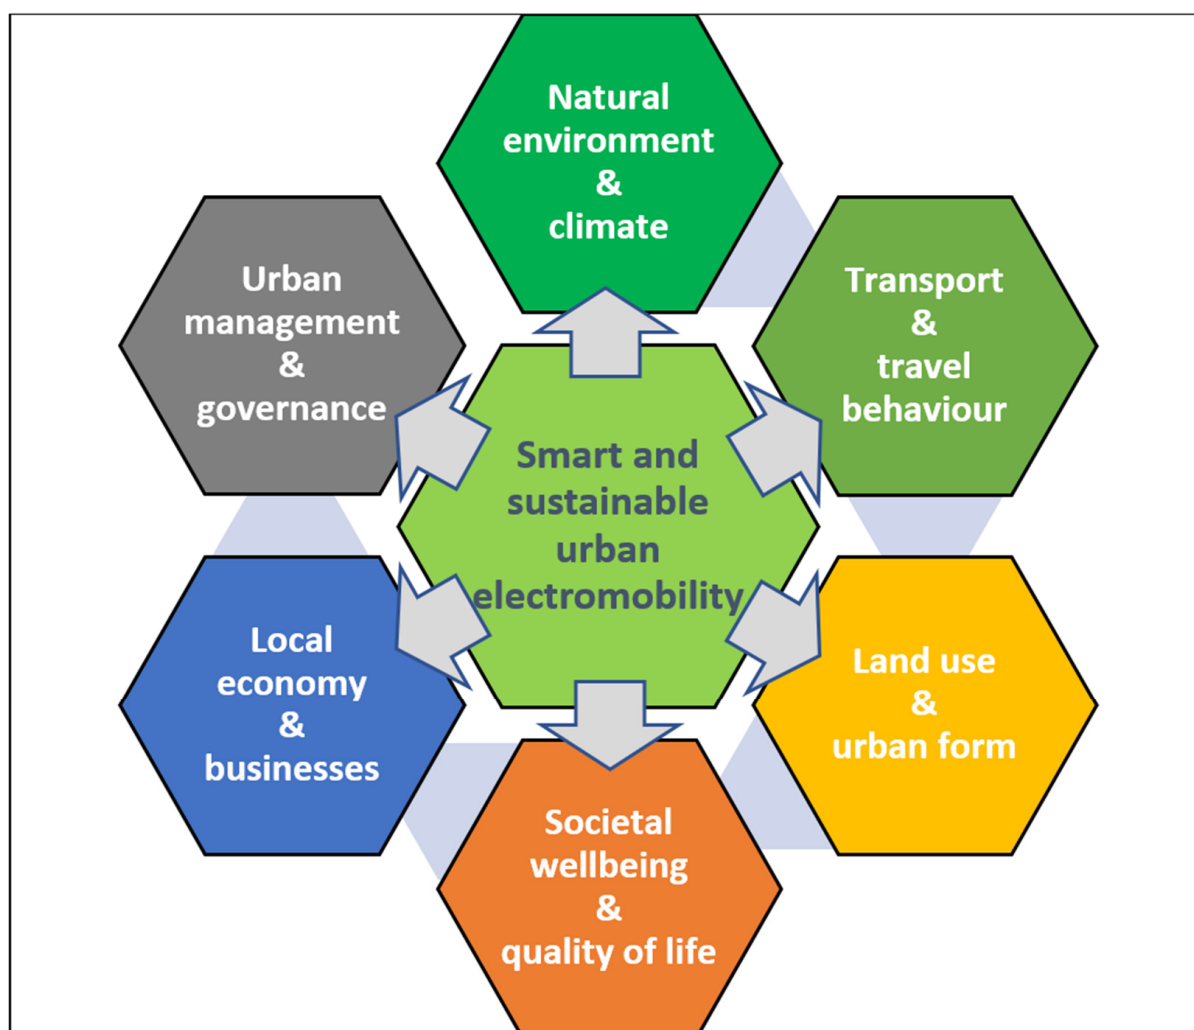 Natural
environment
&
climate
Transport
&
travel
behaviour
Land use
&
urban form
Societal
wellbeing
&
quality of life
Local
economy
&
businesses
Urban
management
&
governance
Smart and
sustainable
urban
electromobility